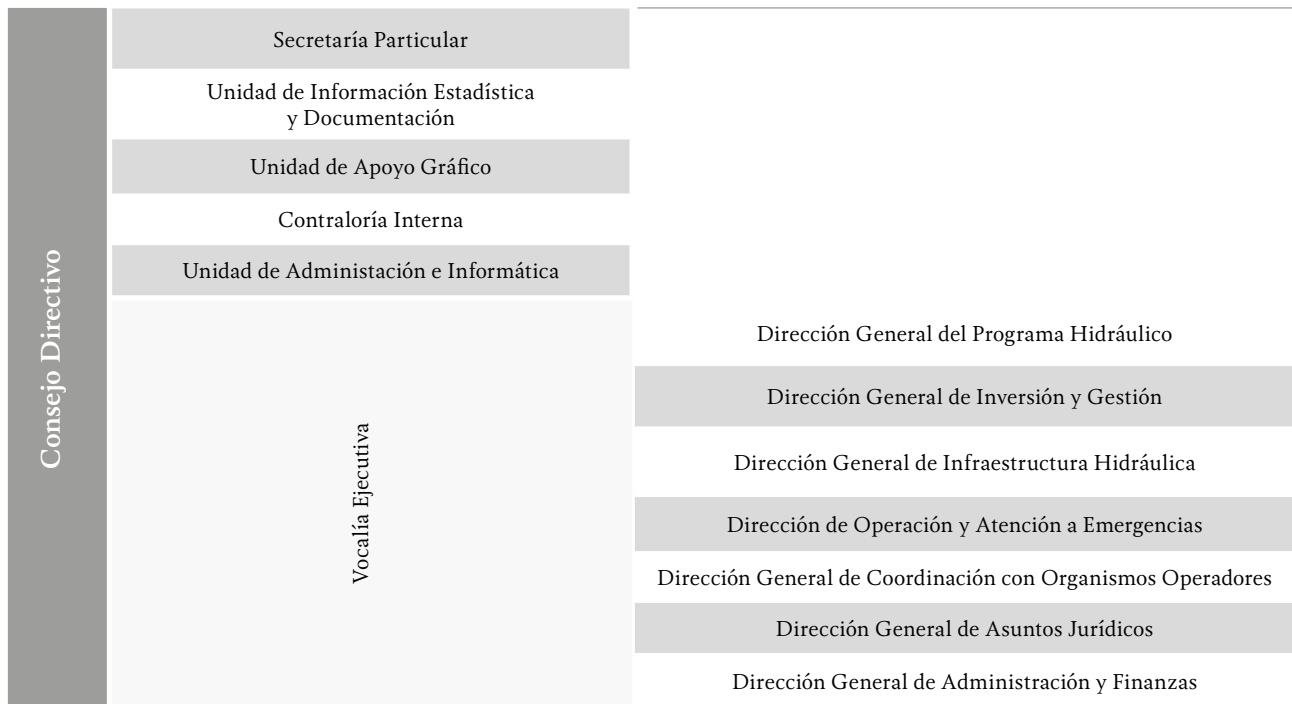 Consejo Directivo
Secretaría Particular
Unidad de Información Estadística
y Documentación
Unidad de Apoyo Gráfico
Contraloría Interna
Unidad de Administación e Informática
Vocalía Ejecutiva
Dirección General del Programa Hidráulico
Dirección General de Inversión y Gestión
Dirección General de Infraestructura Hidráulica
Dirección de Operación y Atención a Emergencias
Dirección General de Coordinación con Organismos Operadores
Dirección General de Asuntos Jurídicos
Dirección General de Administración y Finanzas